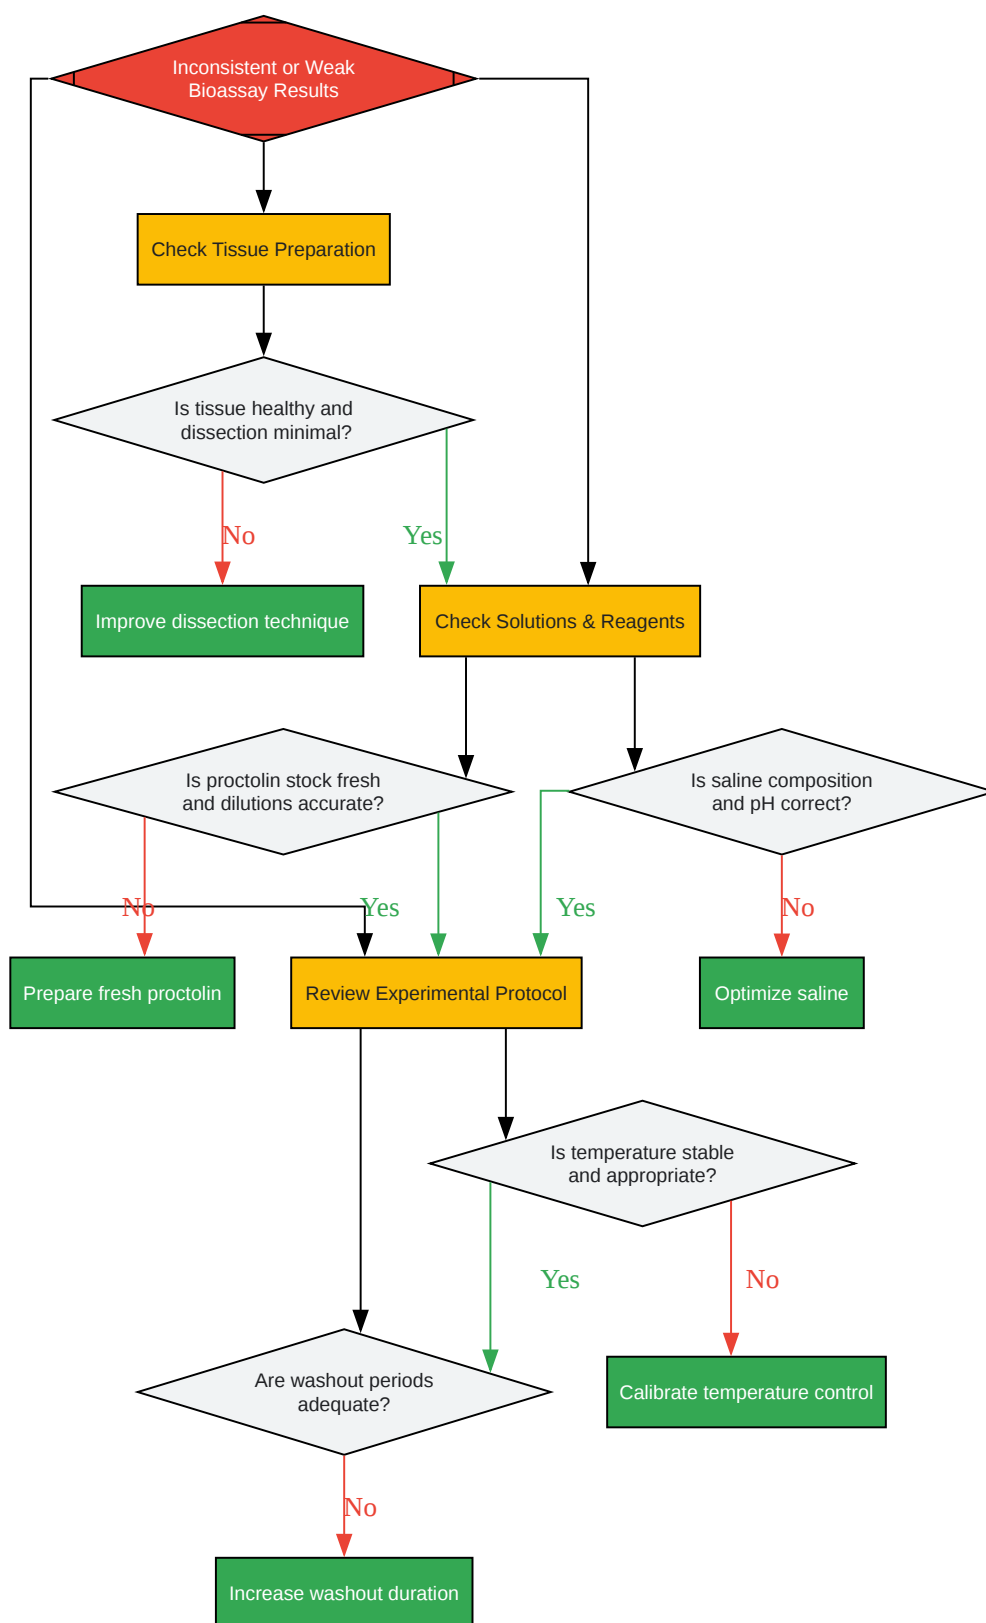 Inconsistent or Weak
Bioassay Results
Check Tissue Preparation
Is tissue healthy and
dissection minimal?
No
Yes
Improve dissection technique
Check Solutions & Reagents
Is proctolin stock fresh
and dilutions accurate?
Is saline composition
and pH correct?
No
Yes
Yes
No
Prepare fresh proctolin
Review Experimental Protocol
Optimize saline
Is temperature stable
and appropriate?
Yes
No
Are washout periods
adequate?
Calibrate temperature control
No
Increase washout duration